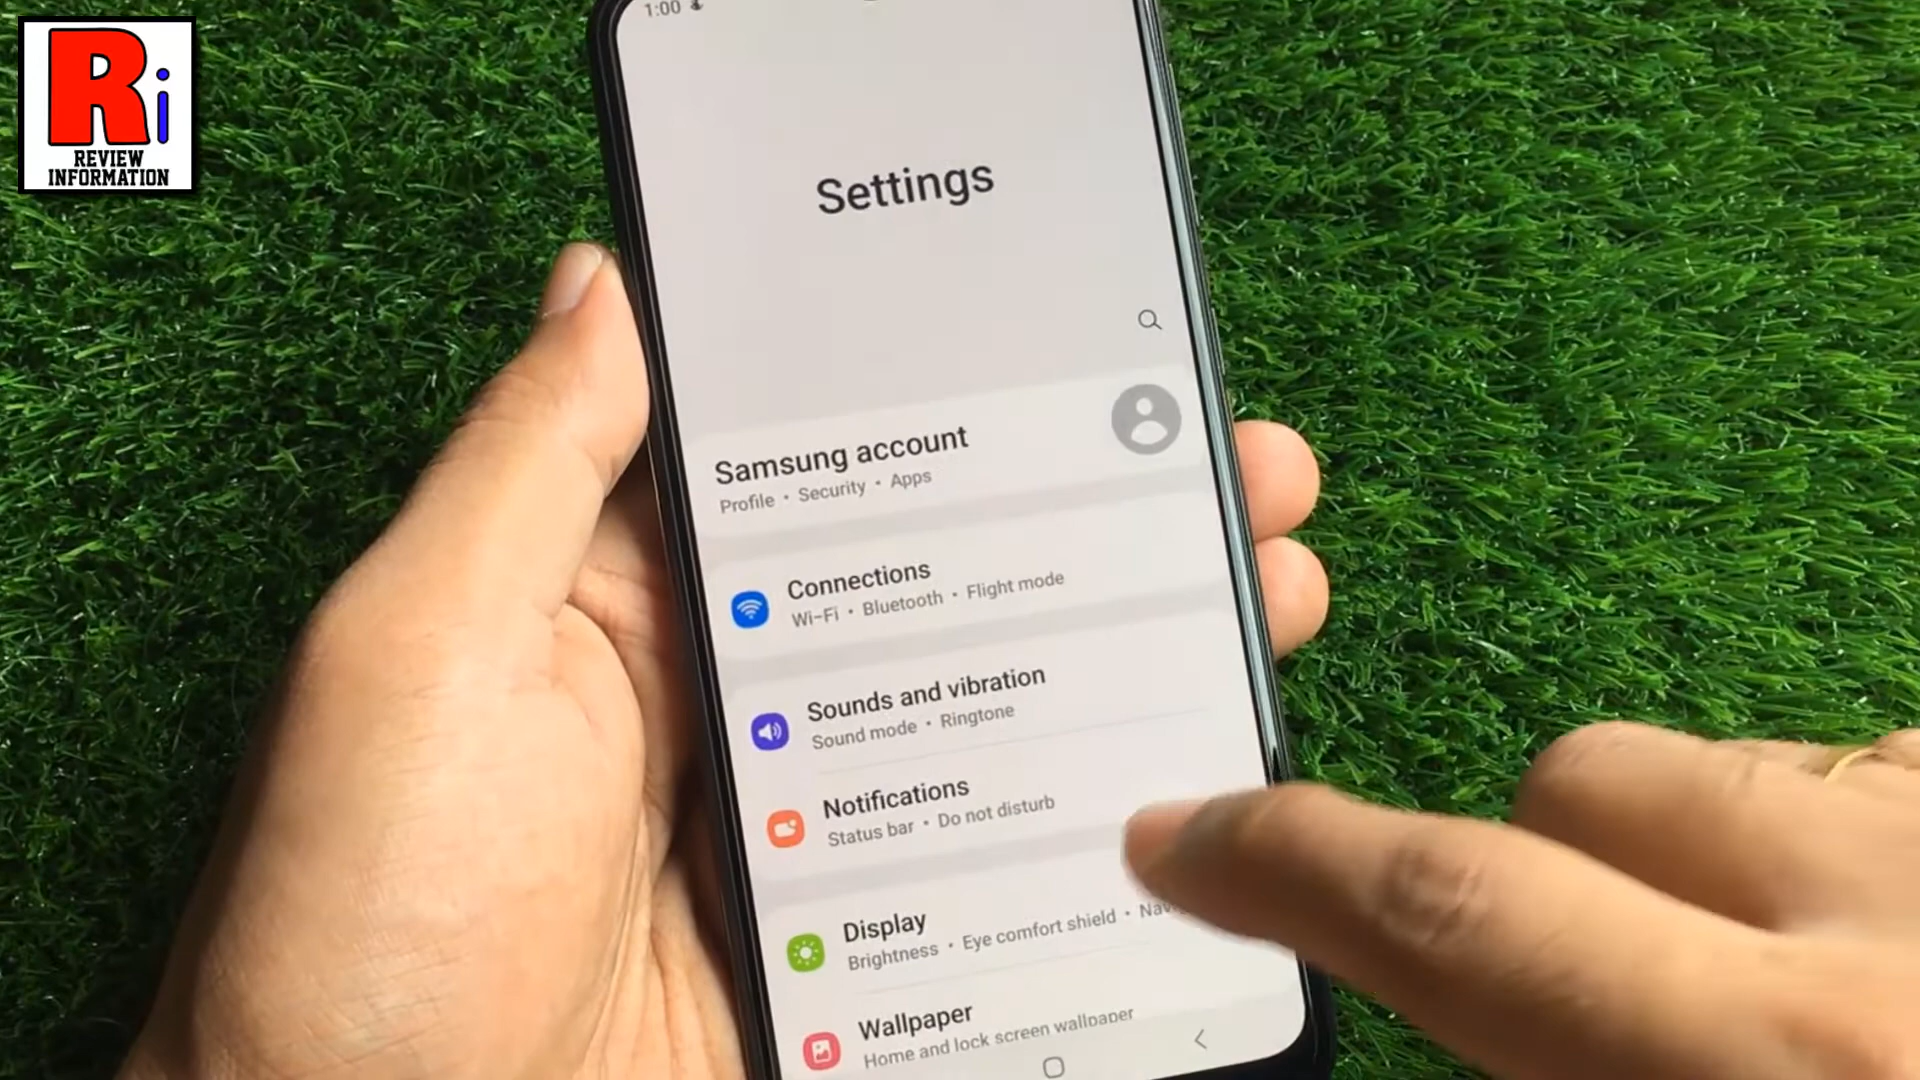 Ri
REVIEW
INFORMATION
1:00
Settings
Samsung account
Profile • Security • Apps
Connections
Wi-Fi • Bluetooth • Flight mode
Sounds and vibration
Sound mode • Ringtone
Notifications
Status bar • Do not disturb
Display
Brightness • Eye comfort shield •
Wallpaper
Home and lock screen wallpaper